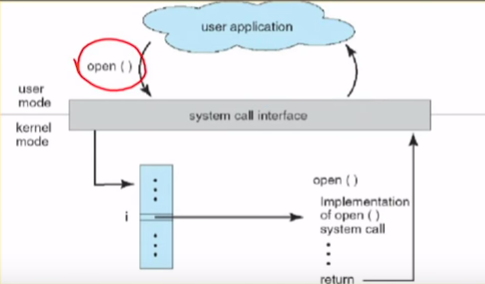 user application
open ( )
user
mode
system call interface
kernel
mode
open ( )
i
Implementation
of open ( )
system call
return